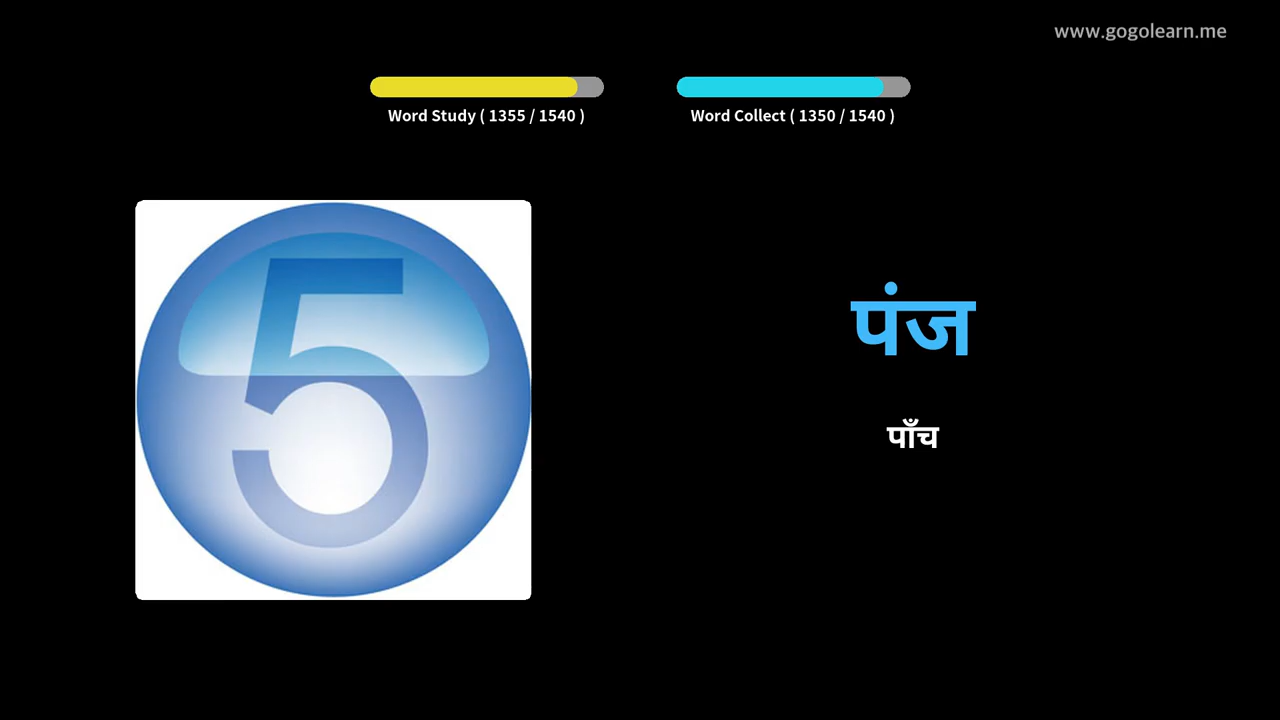 www.gogolearn.me
Word Study ( 1355 / 1540 )
Word Collect ( 1350 / 1540 )
5
पंज
पाँच